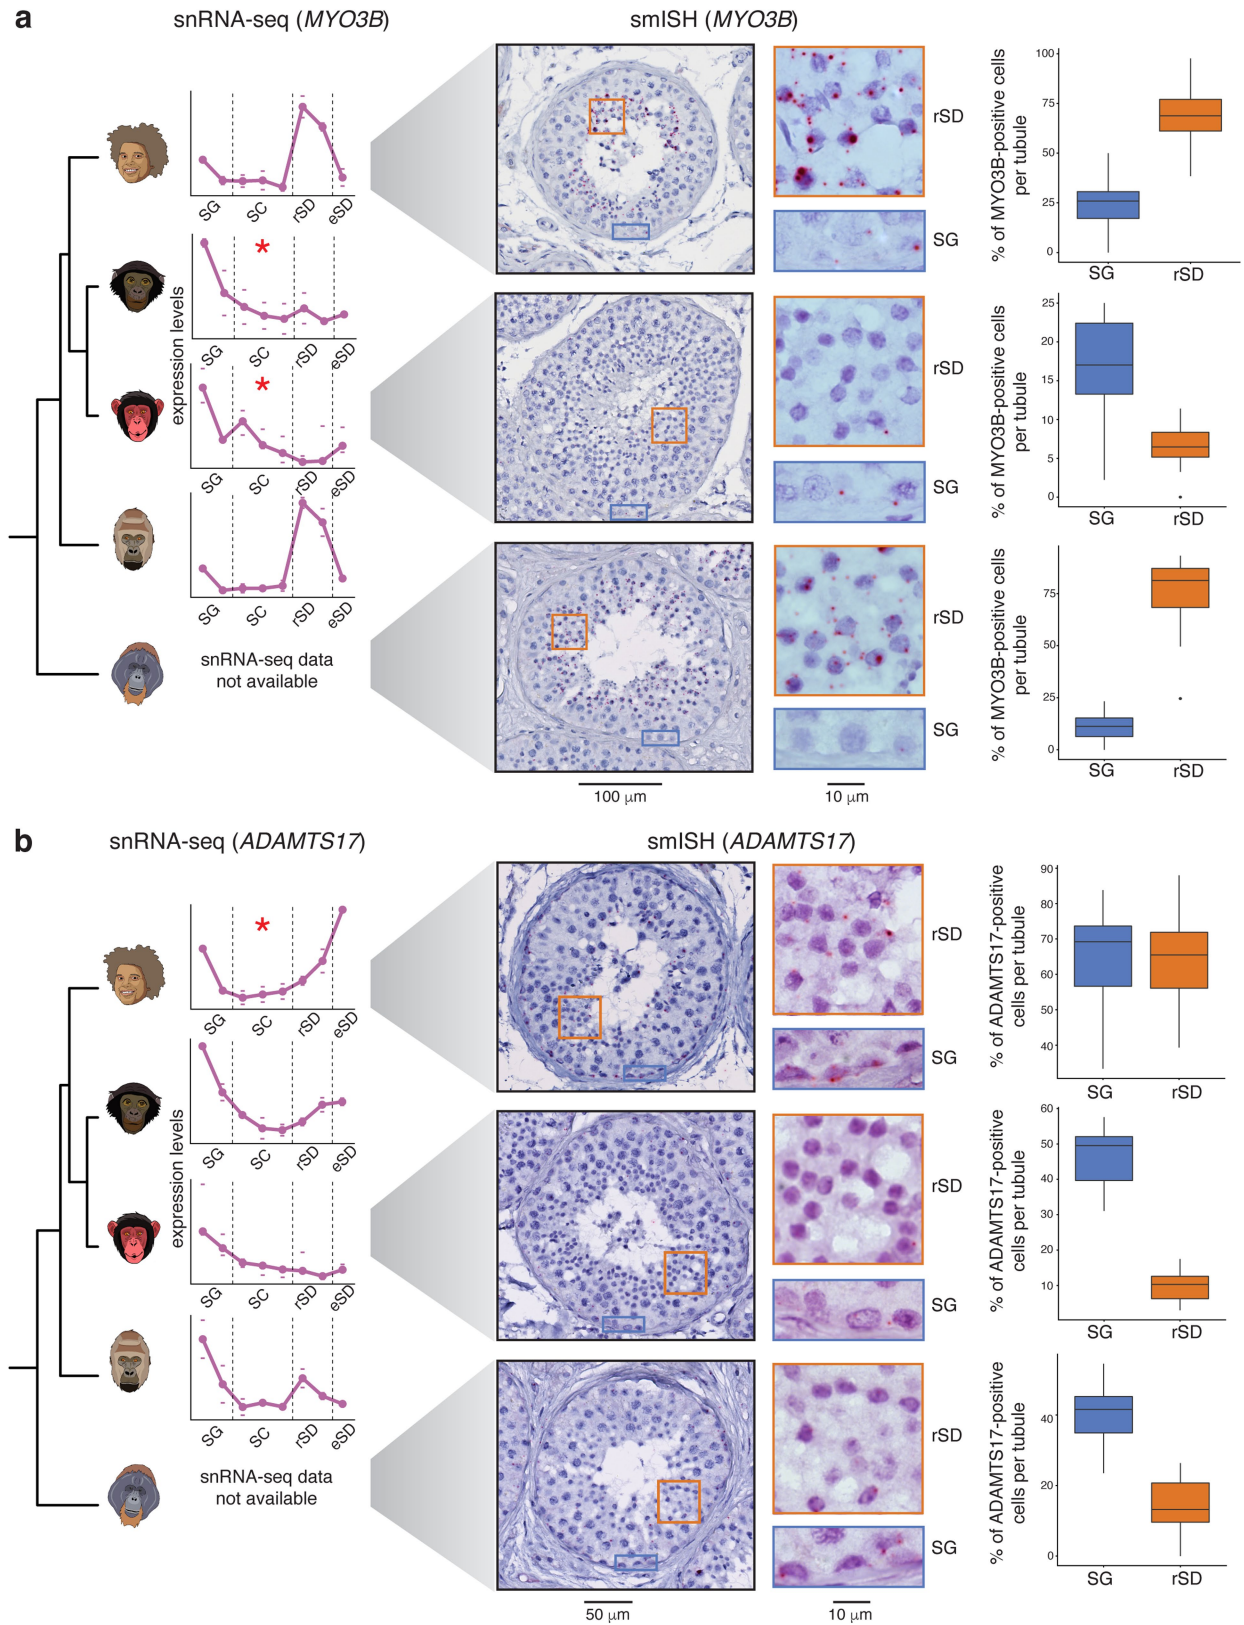 a
snRNA-seq (MYO3B)
smISH (MYO3B)
expression levels
SG
SC
rSD
eSD
*
SG
SC
rSD
eSD
*
SG
SC
rSD
eSD
SG
SC
rSD
eSD
snRNA-seq data
not available
rSD
SG
rSD
SG
rSD
SG
100 µm
10 µm
% of MYO3B-positive cells
per tubule
100
75
50
25
0
SG
rSD
% of MYO3B-positive cells
per tubule
25
20
15
10
5
0
SG
rSD
% of MYO3B-positive cells
per tubule
75
50
25
0
SG
rSD
b
snRNA-seq (ADAMTS17)
smISH (ADAMTS17)
expression levels
*
SG
SC
rSD
eSD
SG
SC
rSD
eSD
SG
SC
rSD
eSD
SG
SC
rSD
eSD
snRNA-seq data
not available
rSD
SG
rSD
SG
rSD
SG
50 µm
10 µm
% of ADAMTS17-positive
cells per tubule
90
80
70
60
50
40
SG
rSD
% of ADAMTS17-positive
cells per tubule
60
50
40
30
20
10
SG
rSD
% of ADAMTS17-positive
cells per tubule
40
20
0
SG
rSD